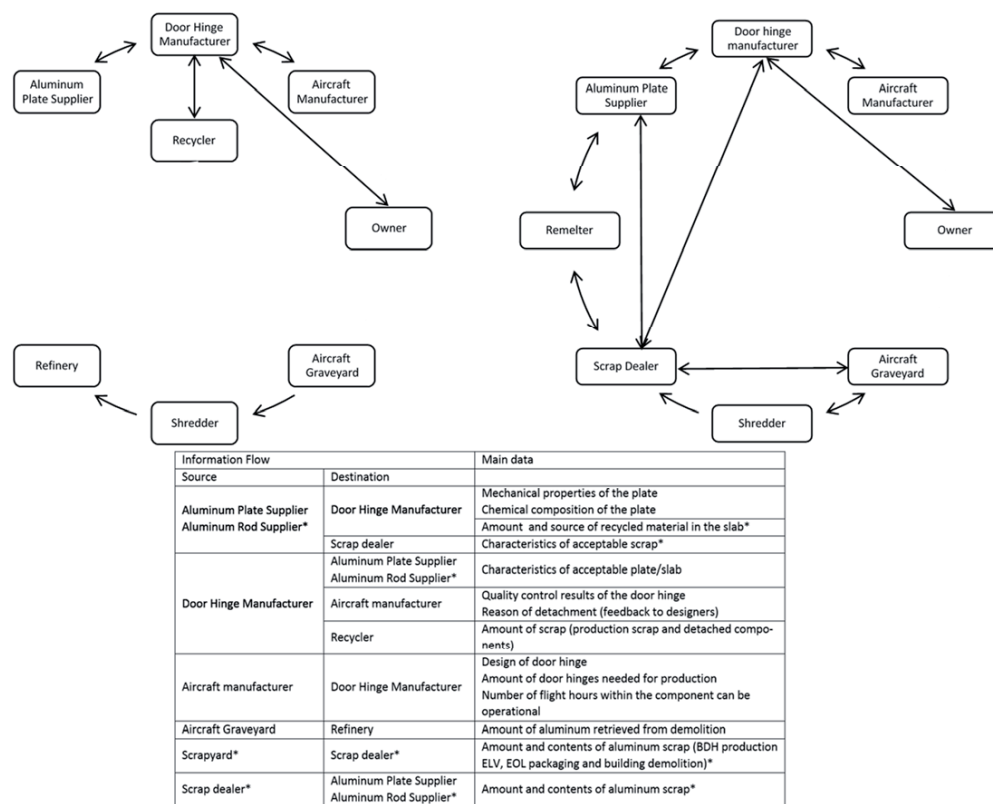 Door Hinge
Manufacturer
Aluminum
Plate Supplier
Aircraft
Manufacturer
Recycler
Owner
Refinery
Aircraft
Graveyard
Shredder
Door hinge
manufacturer
Aluminum Plate
Supplier
Aircraft
Manufacturer
Remelter
Owner
Scrap Dealer
Aircraft
Graveyard
Shredder
Information Flow
Main data
Source
Destination
Aluminum Plate Supplier
Aluminum Rod Supplier*
Door Hinge Manufacturer
Mechanical properties of the plate
Chemical composition of the plate
Amount and source of recycled material in the slab*
Scrap dealer
Characteristics of acceptable scrap*
Door Hinge Manufacturer
Aluminum Plate Supplier
Aluminum Rod Supplier*
Characteristics of acceptable plate/slab
Aircraft manufacturer
Quality control results of the door hinge
Reason of detachment (feedback to designers)
Recycler
Amount of scrap (production scrap and detached compo-
nents)
Aircraft manufacturer
Door Hinge Manufacturer
Design of door hinge
Amount of door hinges needed for production
Number of flight hours within the component can be
operational
Aircraft Graveyard
Refinery
Amount of aluminum retrieved from demolition
Scrapyard*
Scrap dealer*
Amount and contents of aluminum scrap (BDH production
ELV, EOL packaging and building demolition)*
Scrap dealer*
Aluminum Plate Supplier
Aluminum Rod Supplier*
Amount and contents of aluminum scrap*